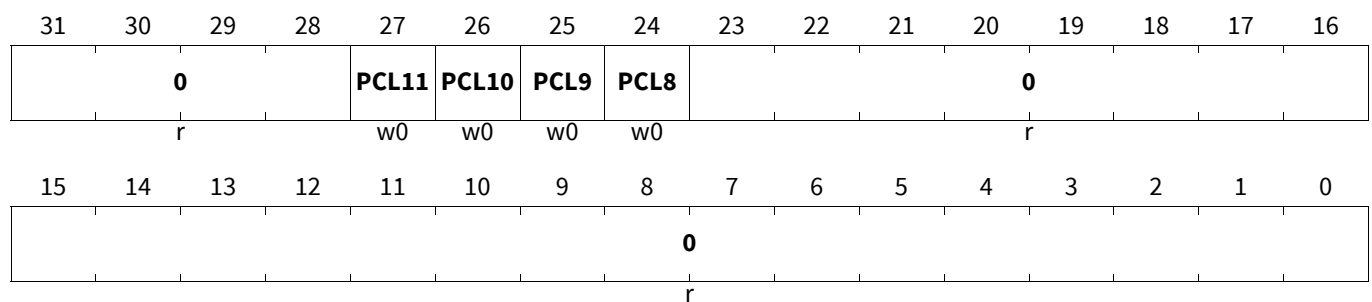 31 30 29 28 27 26 25 24 23 22 21 20 19 18 17 16
0 PCL11 PCL10 PCL9 PCL8 0
r w0 w0 w0 w0 r
15 14 13 12 11 10 9 8 7 6 5 4 3 2 1 0
0
r